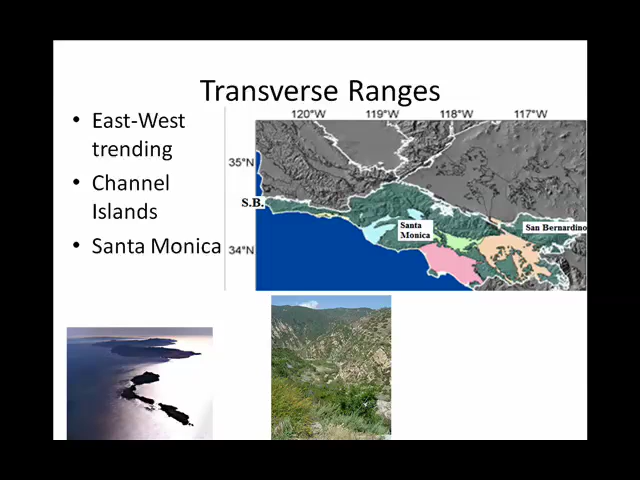 Transverse Ranges
• East-West
trending
• Channel
Islands
• Santa Monica
120°W 119°W 118°W 117°W
35°N
34°N
S.B.
Santa
Monica
San Bernardino